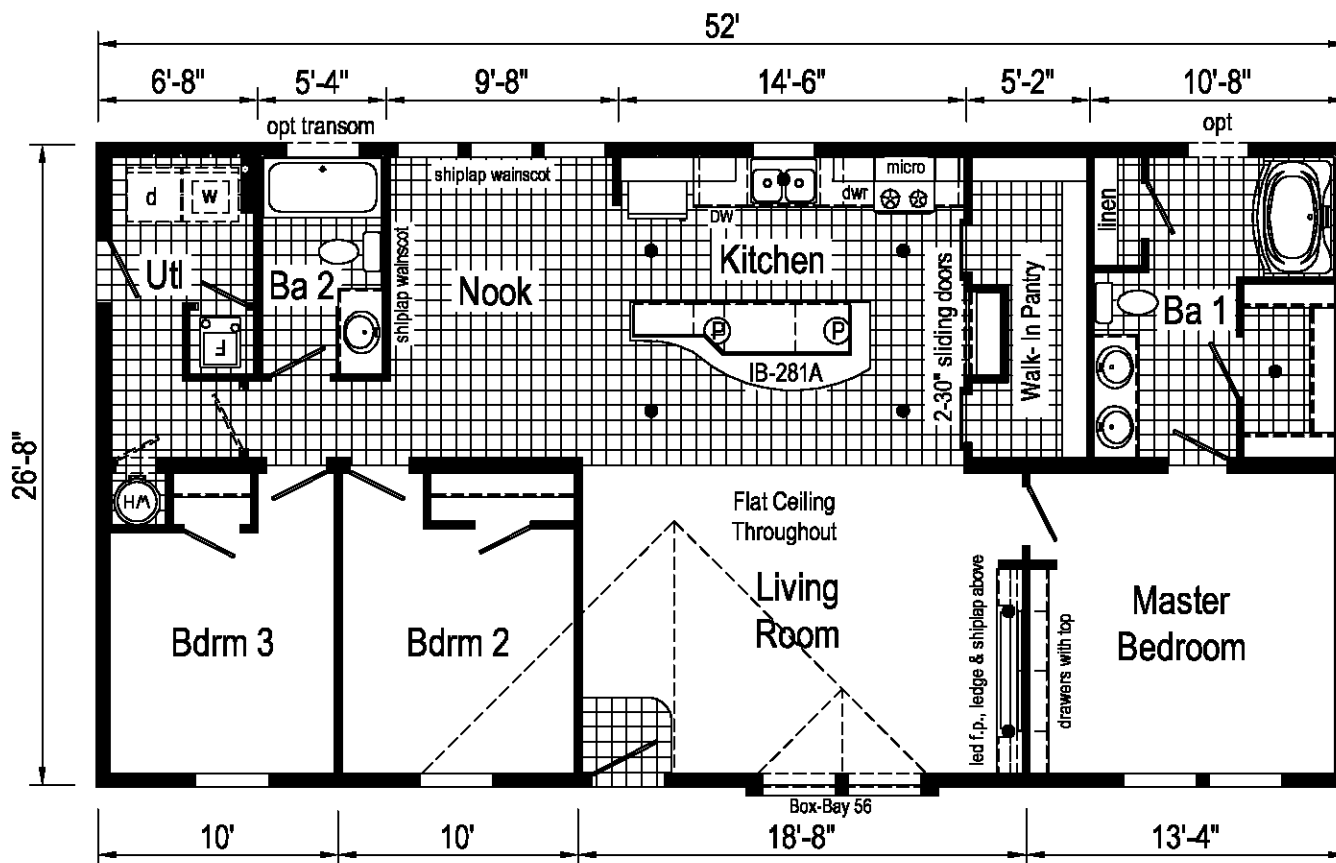 52'
6'-8" 5'-4" 9'-8" 14'-6" 5'-2" 10'-8"
opt transom
opt
shiplap wainscot
micro
d
w
dwr
DW
linen
Utl
Ba 2
shiplap wainscot
Nook
Kitchen
2-30" sliding doors
Walk- In Pantry
Ba 1
F
P
P
IB-281A
26'-8"
WH
Flat Ceiling
Throughout
Living
Room
led f.p., ledge & shiplap above
drawers with top
Master
Bedroom
Bdrm 3
Bdrm 2
Box-Bay 56
10' 10' 18'-8" 13'-4"